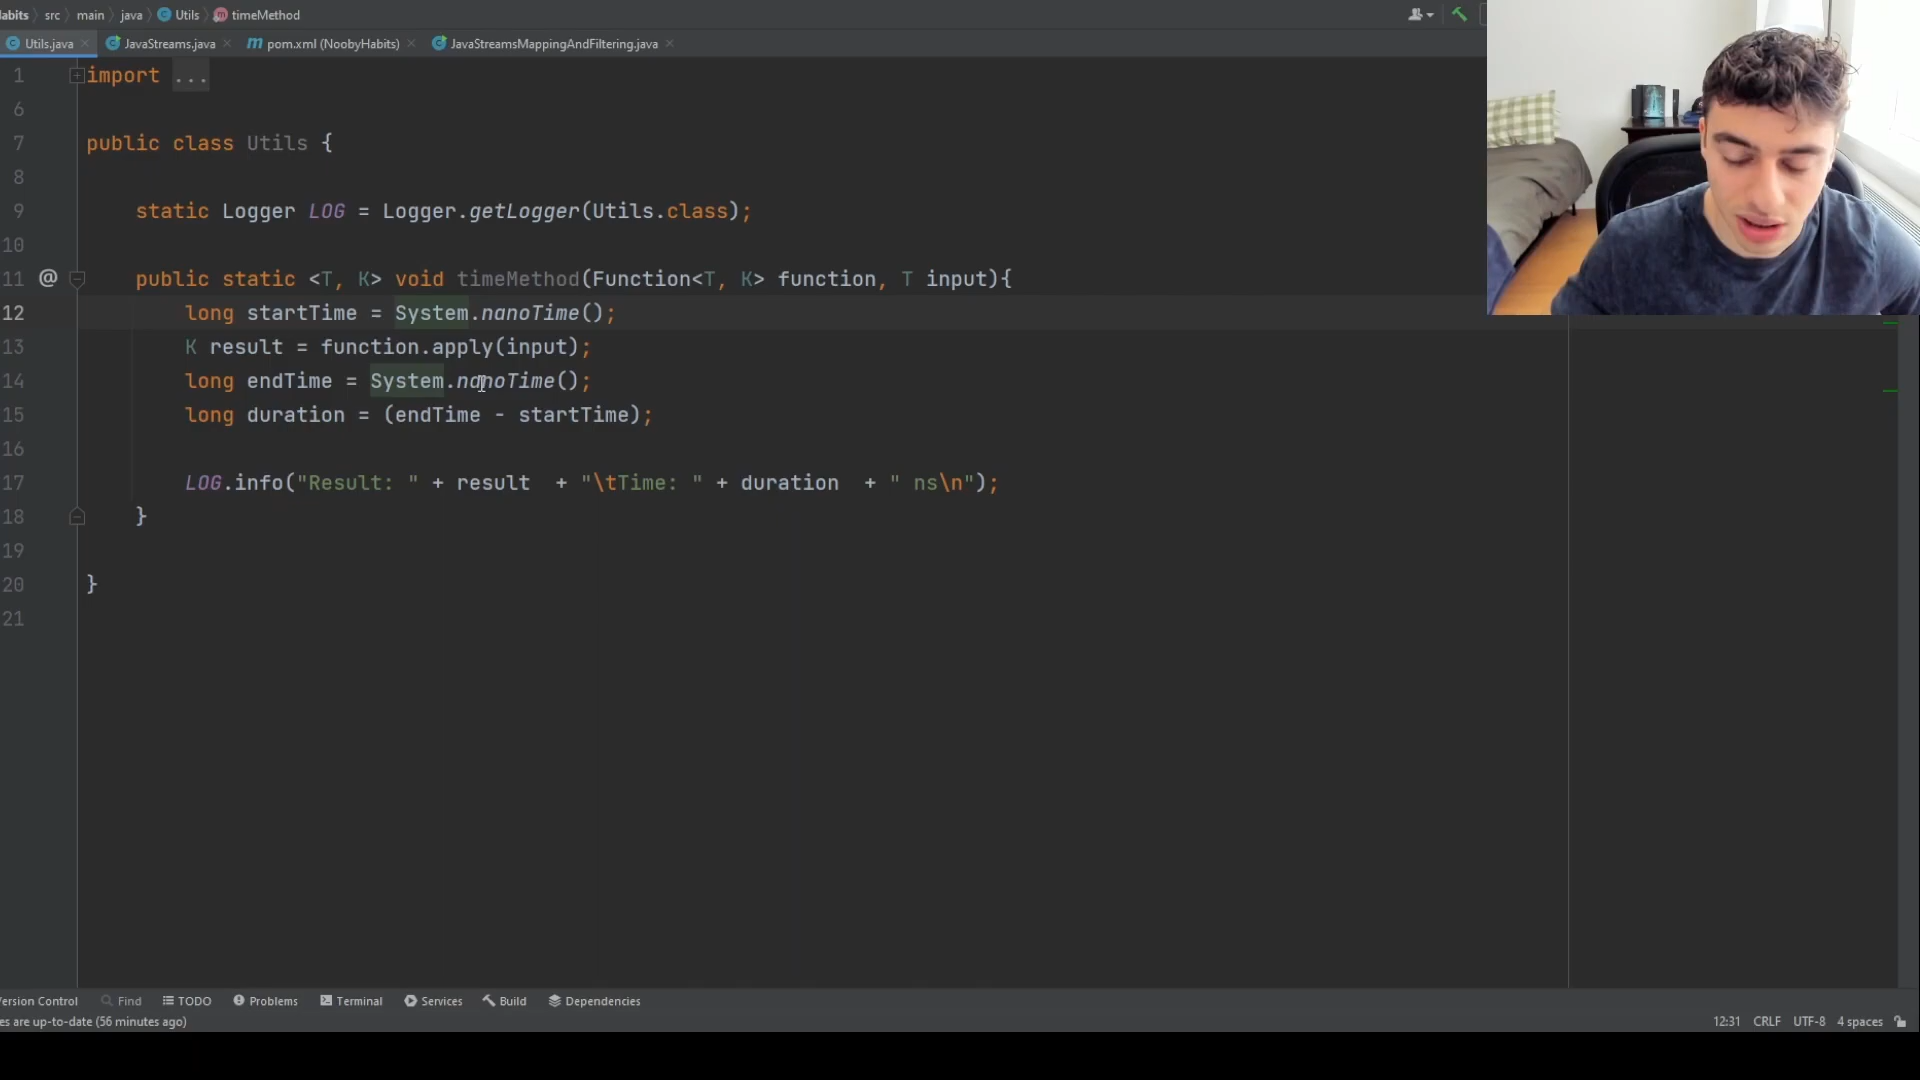 abits src main java Utils timeMethod
Utils.java JavaStreams.java pom.xml (NoobyHabits) JavaStreamsMappingAndFiltering.java
1 import ...
6
7 public class Utils {
8
9 static Logger LOG = Logger.getLogger(Utils.class);
10
11 @ public static <T, K> void timeMethod(Function<T, K> function, T input){
12 long startTime = System.nanoTime();
13 K result = function.apply(input);
14 long endTime = System.nanoTime();
15 long duration = (endTime - startTime);
16
17 LOG.info("Result: " + result  + "\tTime: " + duration  + " ns\n");
18 }
19
20 }
21
ersion Control Find TODO Problems Terminal Services Build Dependencies
es are up-to-date (56 minutes ago) 12:31 CRLF UTF-8 4 spaces